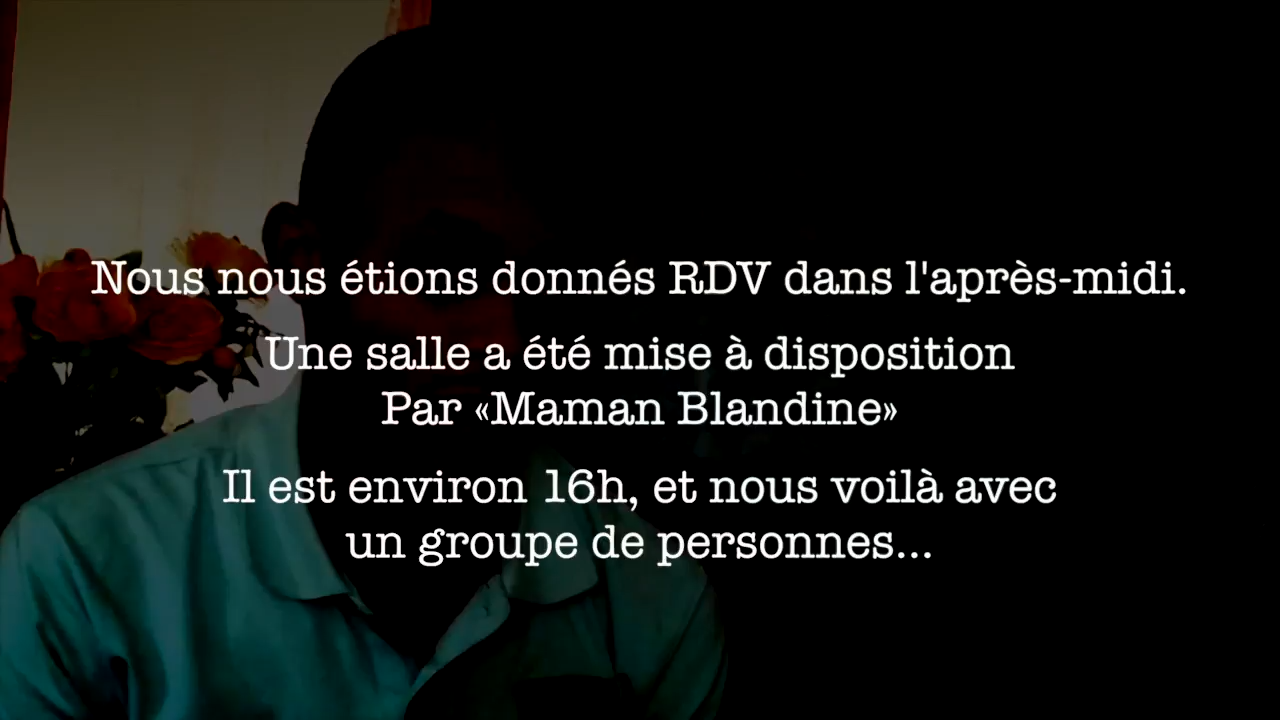 Nous nous étions donnés RDV dans l'après-midi.
Une salle a été mise à disposition
Par «Maman Blandine»
Il est environ 16h, et nous voilà avec
un groupe de personnes...